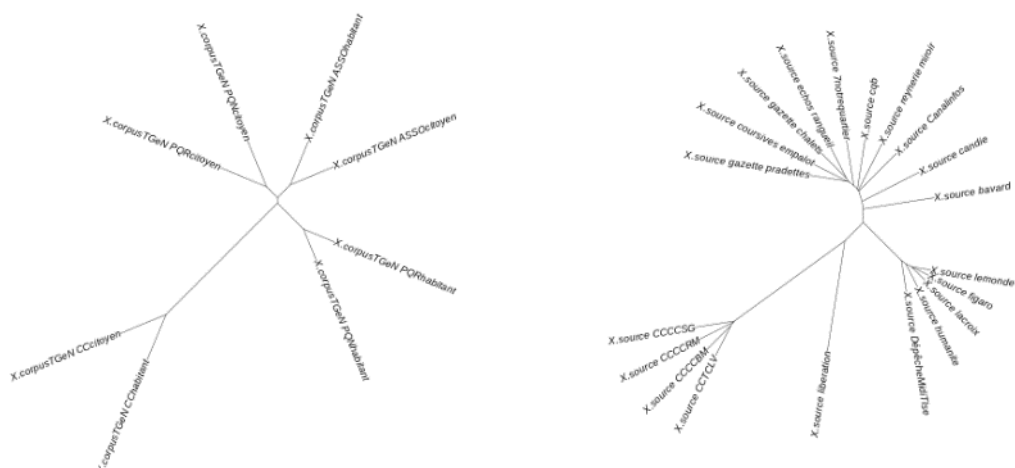 X.corpusTGeN PQNcitoyen
X.corpusTGeN ASSOhabitant
X.corpusTGeN PQRcitoyen
X.corpusTGeN ASSOcitoyen
X.corpusTGeN PQRhabitant
X.corpusTGeN PQNhabitant
X.corpusTGeN CCcitoyen
X.corpusTGeN CChabitant
X.source gazette pradettes
X.source coursives empalot
X.source gazette chalets
X.source echos rangueil
X.source 7notrequartier
X.source cqb
X.source reynerie miroir
X.source Canalinfos
X.source candie
X.source bavard
X.source lemonde
X.source figaro
X.source lacroix
X.source humanite
X.source DépêcheMidiTlse
X.source liberation
X.source CCCCSG
X.source CCCCRM
X.source CCCCBM
X.source CCTCLV